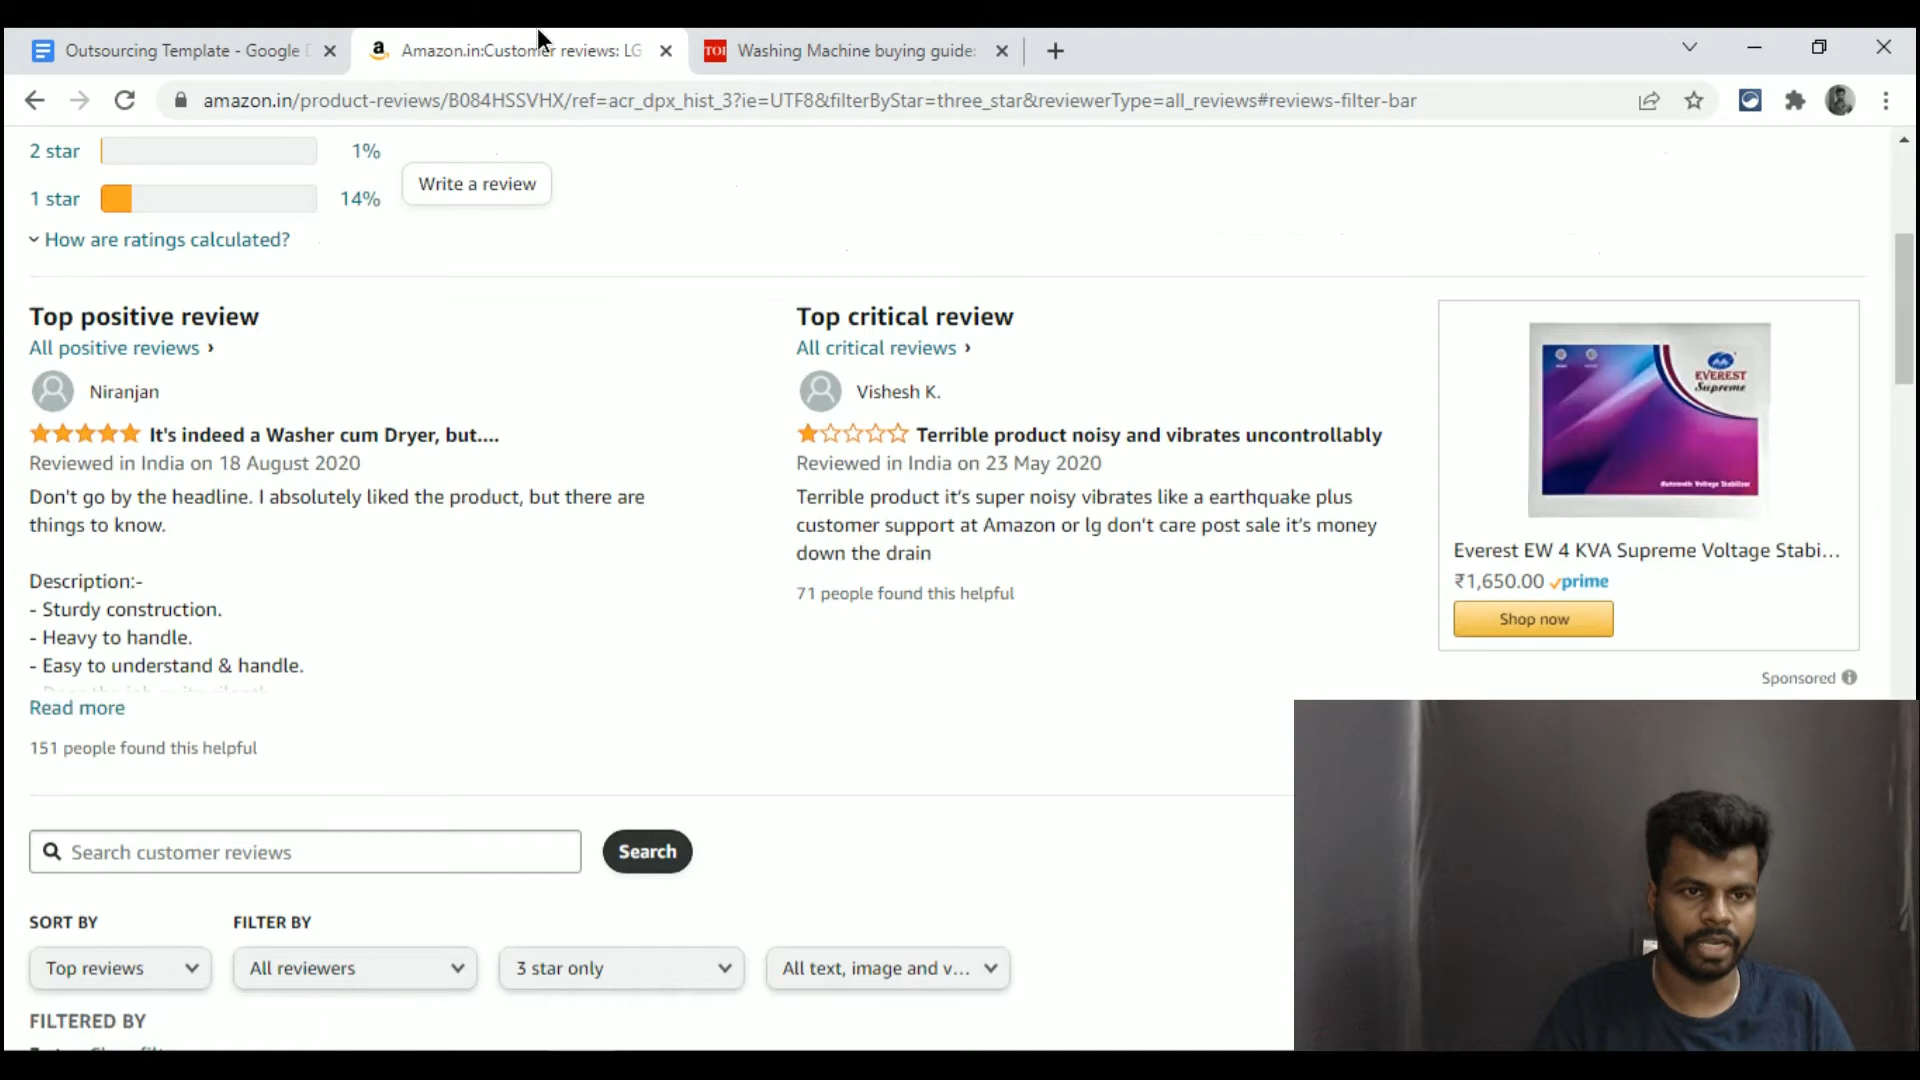 Outsourcing Template - Google D
Amazon.in:Customer reviews: LG
TOI Washing Machine buying guide:
amazon.in/product-reviews/B084HSSVHX/ref=acr_dpx_hist_3?ie=UTF8&filterByStar=three_star&reviewerType=all_reviews#reviews-filter-bar
2 star 1%
1 star 14%
Write a review
How are ratings calculated?
Top positive review
All positive reviews ›
Niranjan
It's indeed a Washer cum Dryer, but....
Reviewed in India on 18 August 2020
Don't go by the headline. I absolutely liked the product, but there are
things to know.
Description:-
- Sturdy construction.
- Heavy to handle.
- Easy to understand & handle.
Read more
151 people found this helpful
Top critical review
All critical reviews ›
Vishesh K.
Terrible product noisy and vibrates uncontrollably
Reviewed in India on 23 May 2020
Terrible product it's super noisy vibrates like a earthquake plus
customer support at Amazon or lg don't care post sale it's money
down the drain
71 people found this helpful
EVEREST
Supreme
Automatic Voltage Stabilizer
Everest EW 4 KVA Supreme Voltage Stabi...
₹1,650.00 prime
Shop now
Sponsored
Search customer reviews
Search
SORT BY
FILTER BY
Top reviews
All reviewers
3 star only
All text, image and v...
FILTERED BY